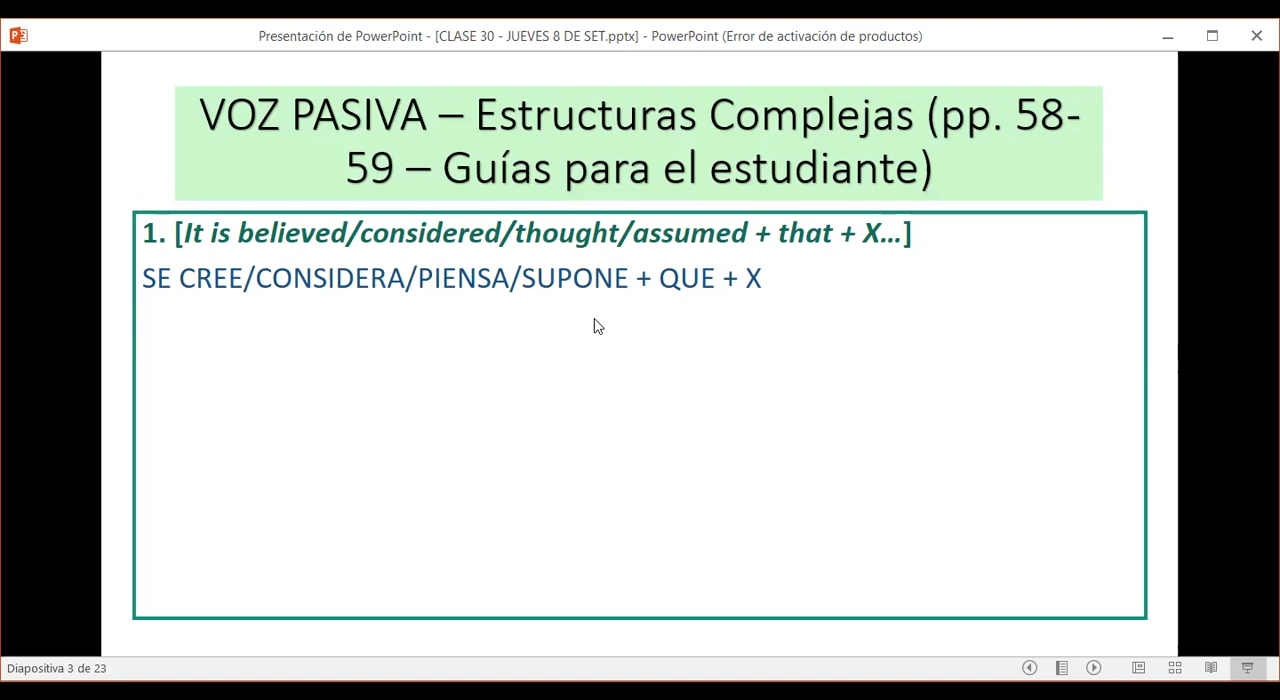 Presentación de PowerPoint - [CLASE 30 - JUEVES 8 DE SET.pptx] - PowerPoint (Error de activación de productos)
VOZ PASIVA – Estructuras Complejas (pp. 58-
59 – Guías para el estudiante)
1. [It is believed/considered/thought/assumed + that + X...]
SE CREE/CONSIDERA/PIENSA/SUPONE + QUE + X
Diapositiva 3 de 23